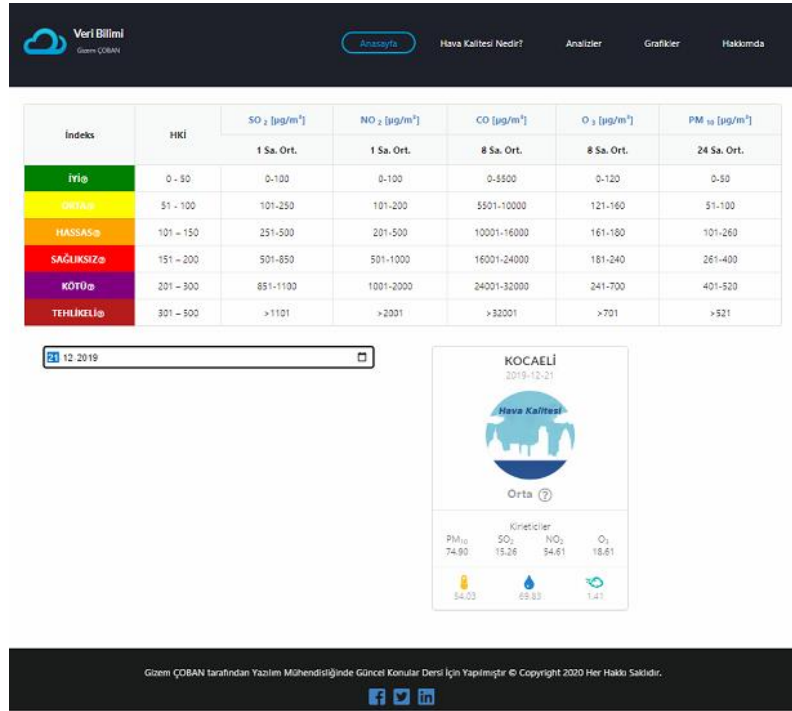 Veri Bilimi
Gizem ÇOBAN
Anasayfa Hava Kalitesi Nedir? Analizler Grafikler Hakkımda
İndeks HKİ SO 2 [µg/m³] NO 2 [µg/m³] CO [µg/m³] O 3 [µg/m³] PM 10 [µg/m³]
1 Sa. Ort. 1 Sa. Ort. 8 Sa. Ort. 8 Sa. Ort. 24 Sa. Ort.
İYİ 0 - 50 0-100 0-100 0-5500 0-120 0-50
ORTA 51 - 100 101-250 101-200 5501-10000 121-160 51-100
HASSAS 101 – 150 251-500 201-500 10001-16000 161-180 101-260
SAĞLIKSIZ 151 – 200 501-850 501-1000 16001-24000 181-240 261-400
KÖTÜ 201 – 300 851-1100 1001-2000 24001-32000 241-700 401-520
TEHLİKELİ 301 – 500 >1101 >2001 >32001 >701 >521
21 12 2019
KOCAELİ
2019-12-21
Hava Kalitesi
Orta ?
Kirleticiler
PM10 SO2 NO2 O3
74.90 15.26 54.61 18.61
54.03 69.83 1.41
Gizem ÇOBAN tarafından Yazılım Mühendisliğinde Güncel Konular Dersi İçin Yapılmıştır © Copyright 2020 Her Hakkı Saklıdır.